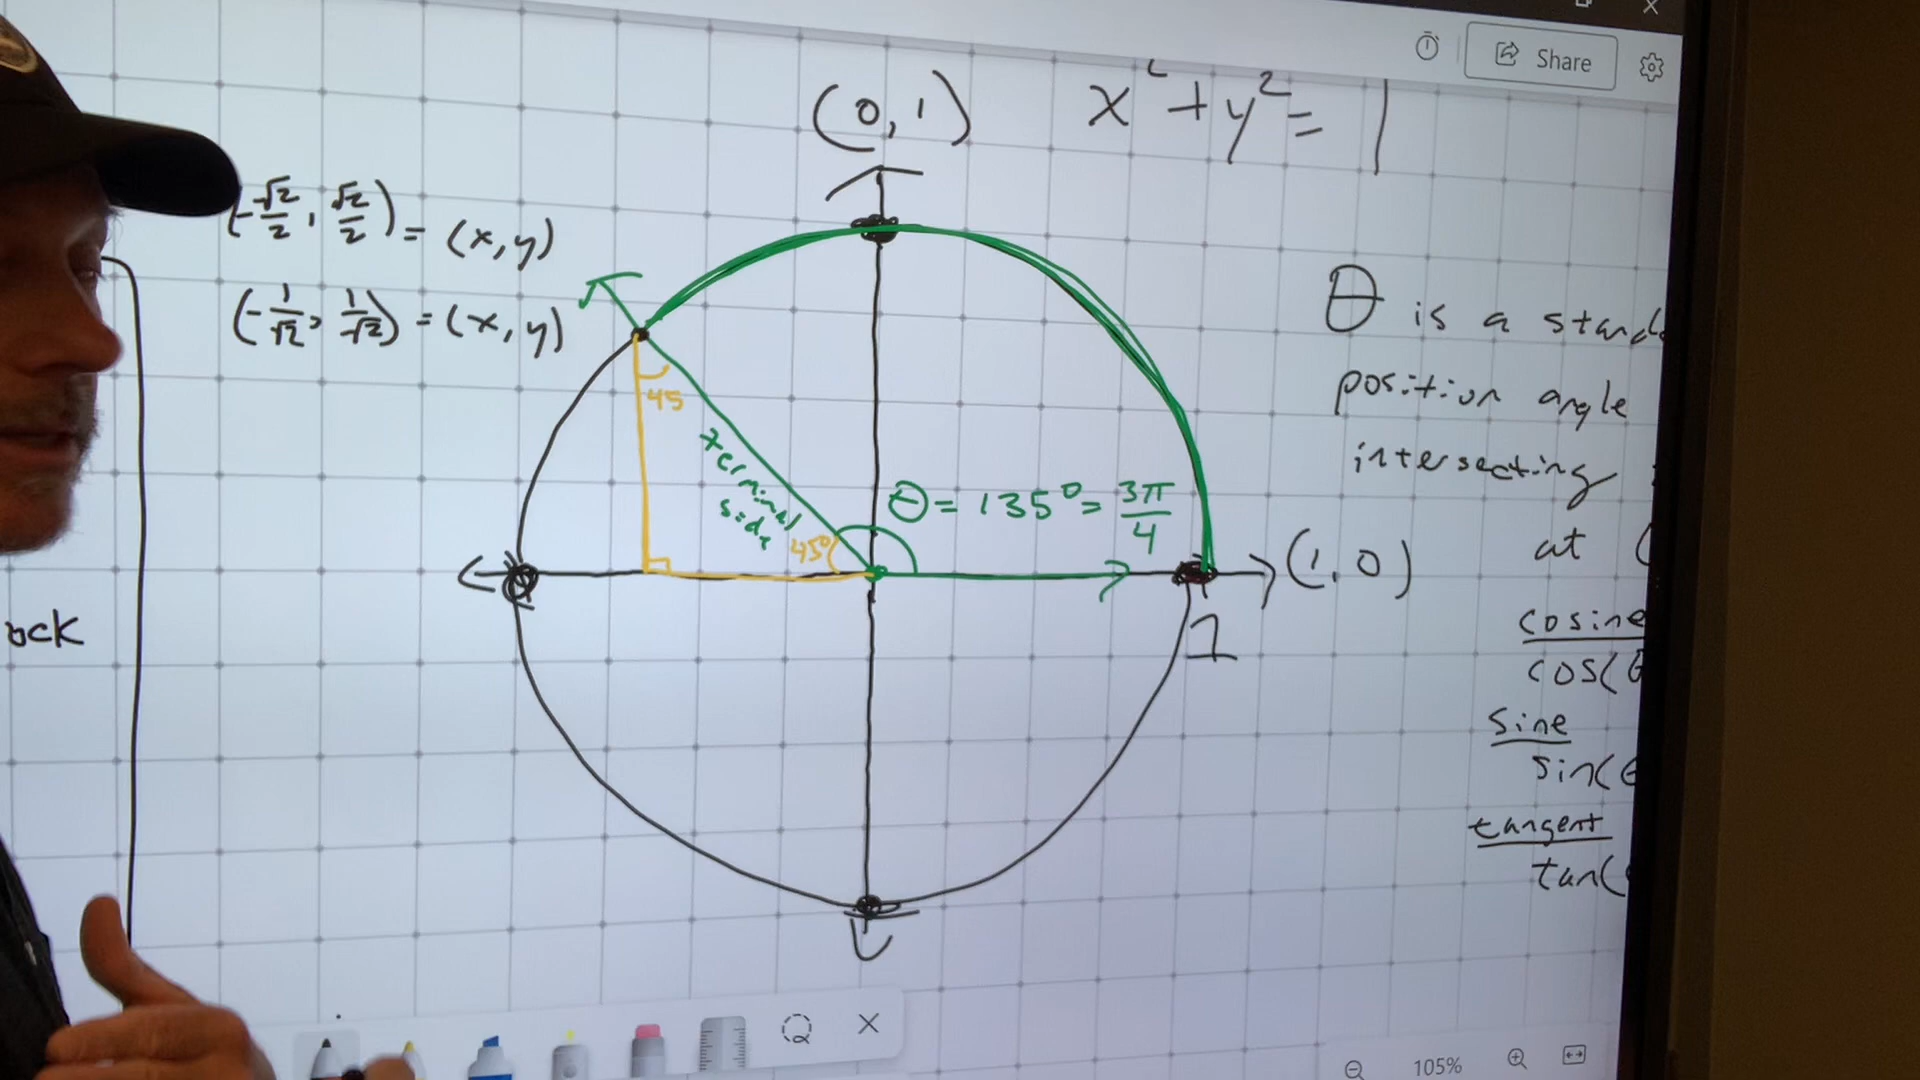 Share
(0, 1)
x² + y² = 1
(-√2/2, √2/2) = (x, y)
(-1/√2, 1/√2) = (x, y)
θ is a stand
position angle
intersecting
at (
45
terminal
side
45°
θ = 135° = 3π/4
(1, 0)
1
ock
cosine
cos(θ
sine
sin(θ
tangent
tan(
105%